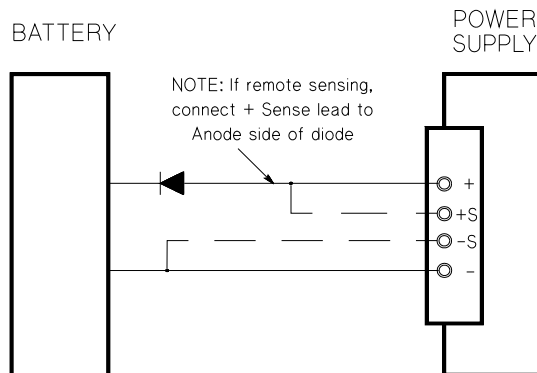 BATTERY
POWER
SUPPLY
NOTE: If remote sensing,
connect + Sense lead to
Anode side of diode
+
+S
-S
-